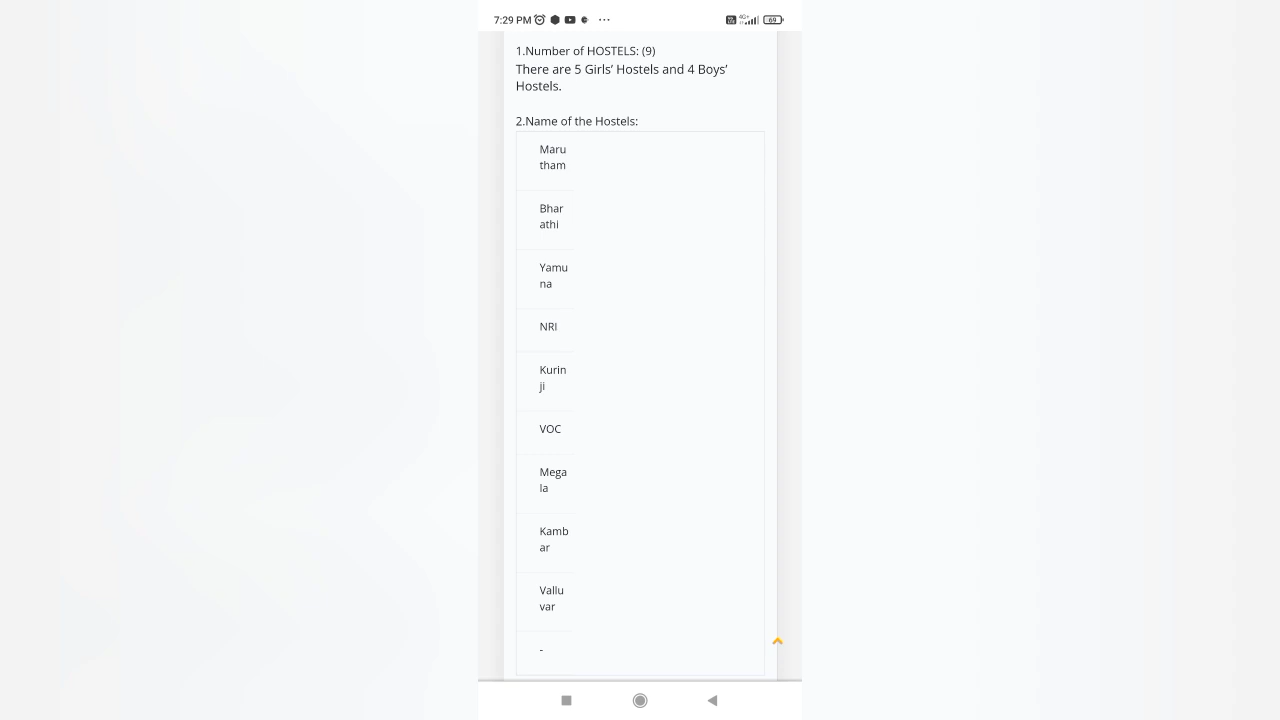 7:29 PM
4G+
69
1.Number of HOSTELS: (9)
There are 5 Girls’ Hostels and 4 Boys’
Hostels.
2.Name of the Hostels:
Maru
tham
Bhar
athi
Yamu
na
NRI
Kurin
ji
VOC
Mega
la
Kamb
ar
Vallu
var
-